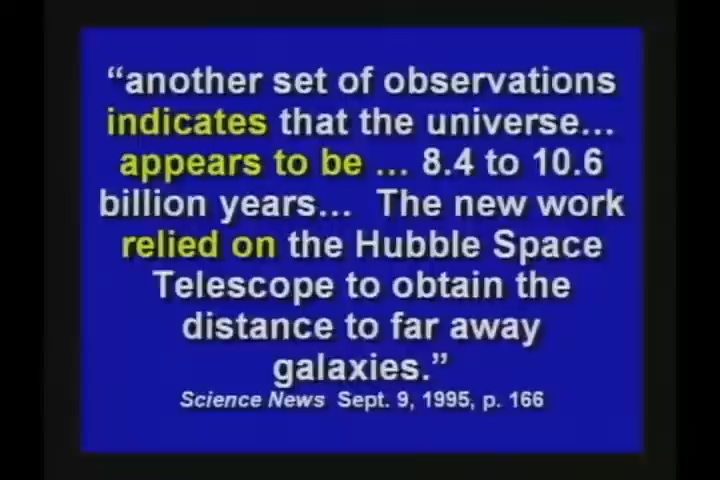 “another set of observations
indicates that the universe...
appears to be ... 8.4 to 10.6
billion years... The new work
relied on the Hubble Space
Telescope to obtain the
distance to far away
galaxies.”
Science News Sept. 9, 1995, p. 166